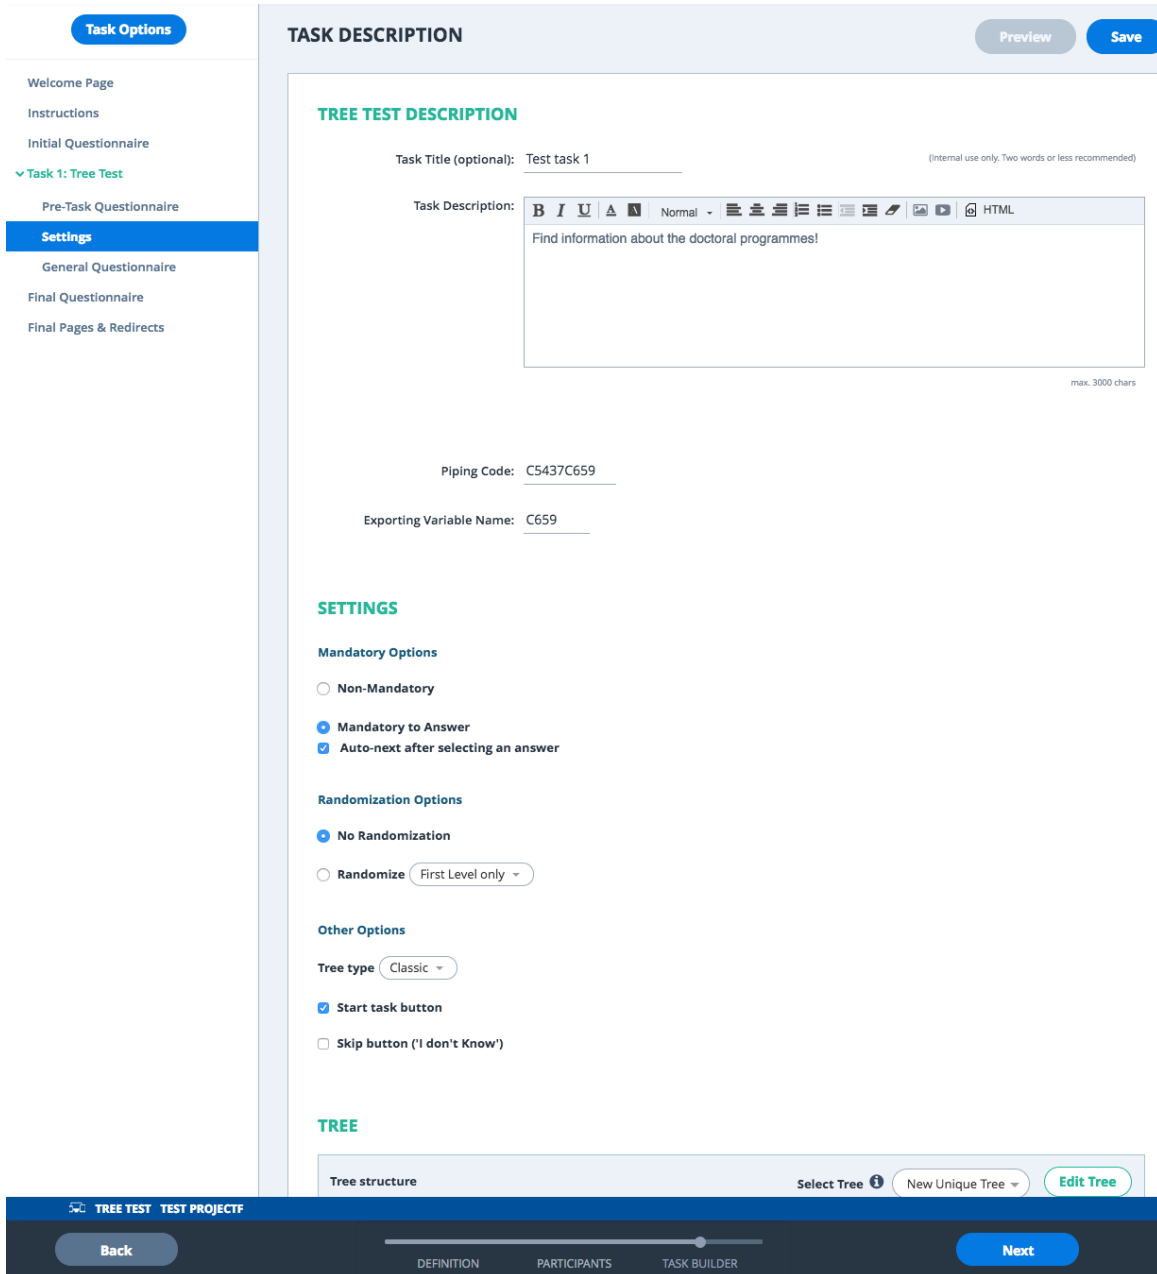 Task Options
TASK DESCRIPTION
Preview
Save
Welcome Page
Instructions
Initial Questionnaire
Task 1: Tree Test
Pre-Task Questionnaire
Settings
General Questionnaire
Final Questionnaire
Final Pages & Redirects
TREE TEST DESCRIPTION
Task Title (optional): Test task 1
(Internal use only. Two words or less recommended)
Task Description:
B I U A Normal HTML
Find information about the doctoral programmes!
max. 3000 chars
Piping Code: C5437C659
Exporting Variable Name: C659
SETTINGS
Mandatory Options
Non-Mandatory
Mandatory to Answer
Auto-next after selecting an answer
Randomization Options
No Randomization
Randomize First Level only
Other Options
Tree type Classic
Start task button
Skip button ('I don't Know')
TREE
Tree structure
Select Tree New Unique Tree Edit Tree
TREE TEST TEST PROJECTF
Back
DEFINITION PARTICIPANTS TASK BUILDER
Next